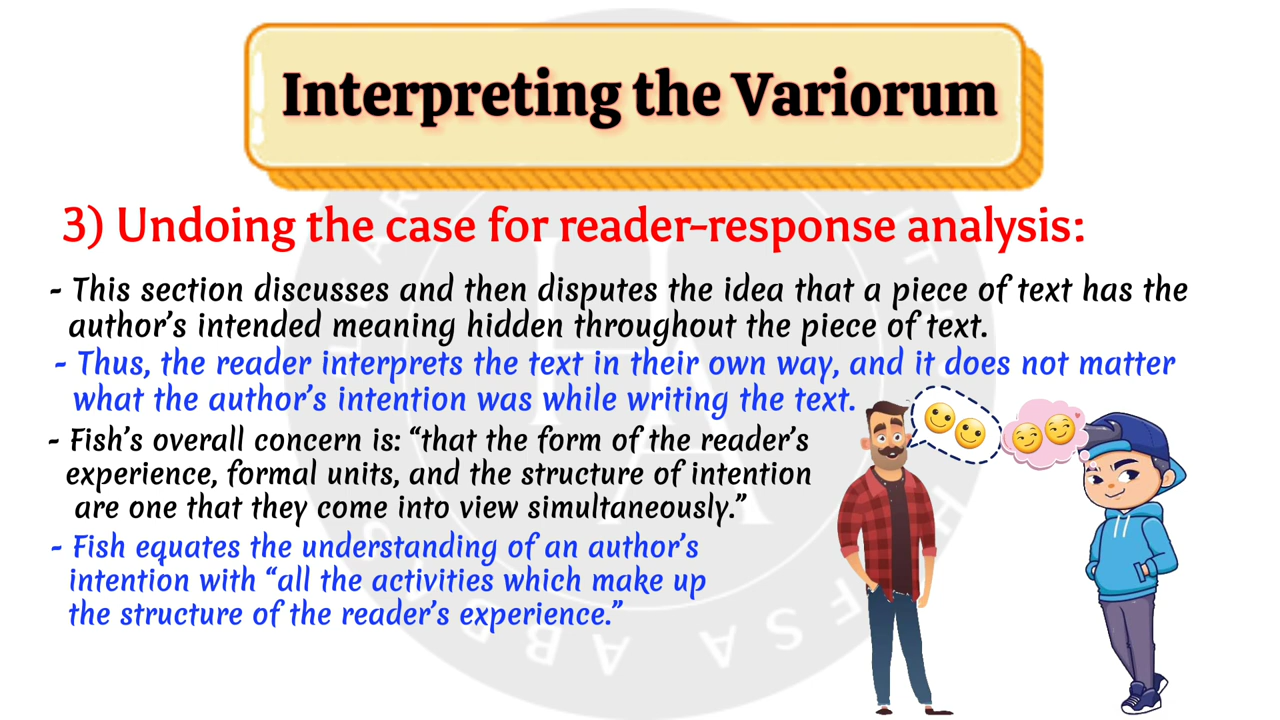 Interpreting the Variorum
3) Undoing the case for reader-response analysis:
- This section discusses and then disputes the idea that a piece of text has the
author's intended meaning hidden throughout the piece of text.
- Thus, the reader interprets the text in their own way, and it does not matter
what the author's intention was while writing the text.
- Fish's overall concern is: “that the form of the reader's
experience, formal units, and the structure of intention
are one that they come into view simultaneously.”
- Fish equates the understanding of an author's
intention with “all the activities which make up
the structure of the reader's experience.”